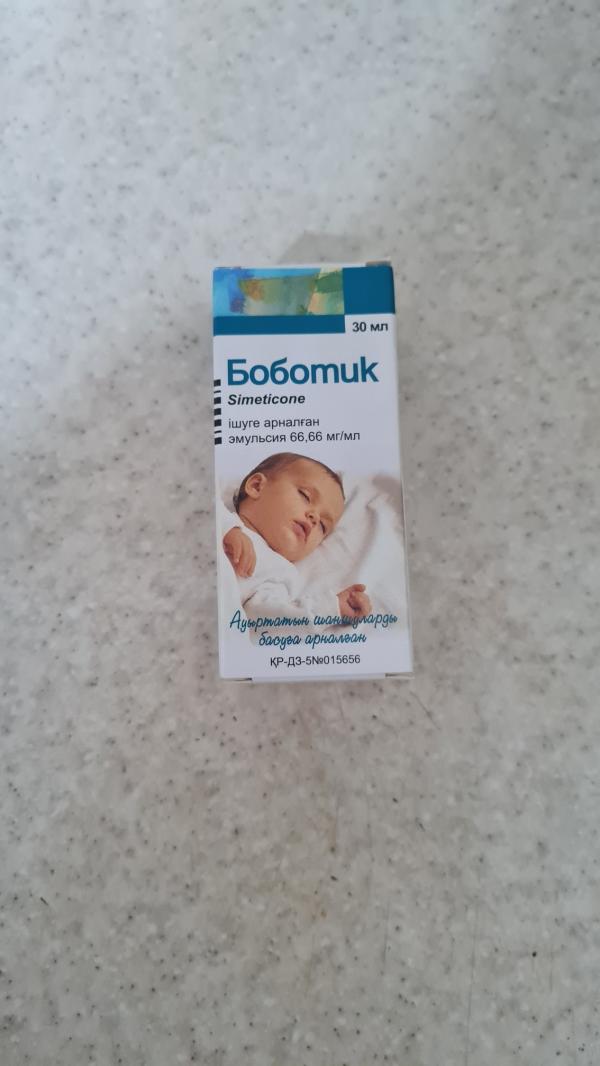 30 мл
Боботик
Simeticone
ішуге арналған
эмульсия 66,66 мг/мл
Ауыртатын шаншуларды
басуға арналған
ҚР-ДЗ-5№015656